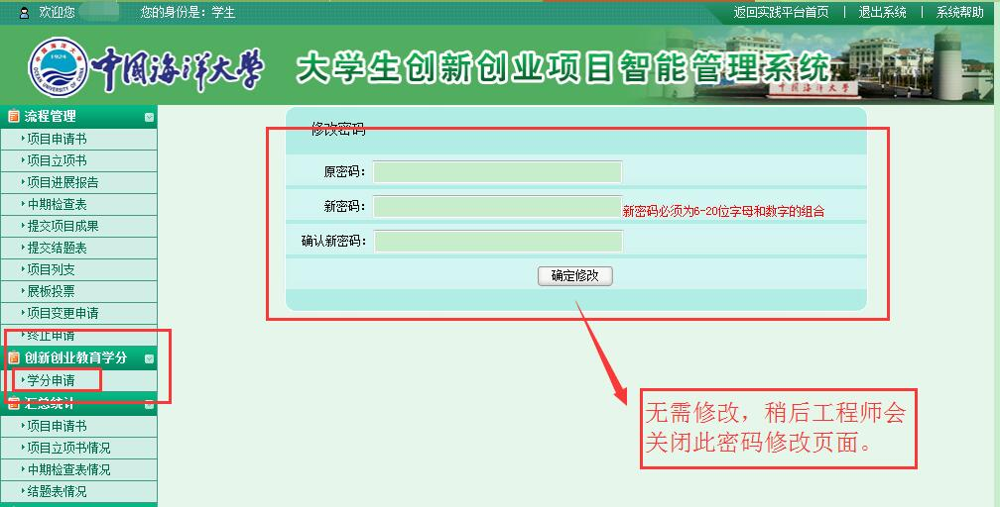 欢迎您 您的身份是：学生 返回实践平台首页 | 退出系统 | 系统帮助
中国海洋大学 大学生创新创业项目智能管理系统
1924
中国海洋大学
流程管理
项目申请书
项目立项书
项目进展报告
中期检查表
提交项目成果
提交结题表
项目列支
展板投票
项目变更申请
终止申请
创新创业教育学分
学分申请
汇总统计
项目申请书
项目立项书情况
中期检查表情况
结题表情况
修改密码
原密码：
新密码： 新密码必须为6-20位字母和数字的组合
确认新密码：
确定修改
无需修改，稍后工程师会
关闭此密码修改页面。